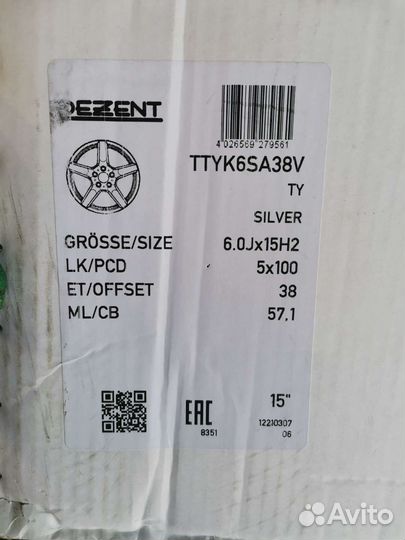 DEZENT
4 026569 279561
TTYK6SA38V
TY
SILVER
GRÖSSE/SIZE 6.0Jx15H2
LK/PCD 5x100
ET/OFFSET 38
ML/CB 57,1
EAC 15"
8351
12210307
06
Avito